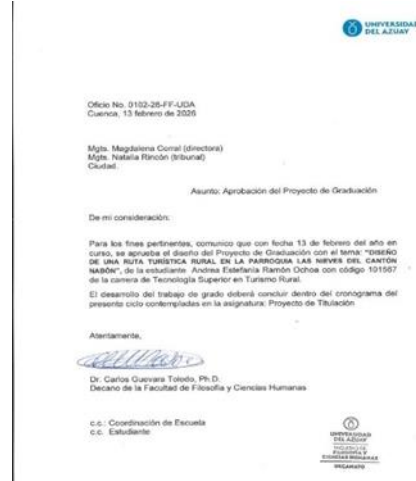 UNIVERSIDAD
DEL AZUAY
Oficio No. 0102-26-FF-UDA
Cuenca, 13 febrero de 2026
Mgts. Magdalena Corral (directora)
Mgts. Natalia Rincón (tribunal)
Ciudad.
Asunto: Aprobación del Proyecto de Graduación
De mi consideración:
Para los fines pertinentes, comunico que con fecha 13 de febrero del año en
curso, se aprueba el diseño del Proyecto de Graduación con el tema: "DISEÑO
DE UNA RUTA TURÍSTICA RURAL EN LA PARROQUIA LAS NIEVES DEL CANTÓN
NABÓN", de la estudiante Andrea Estefanía Ramón Ochoa con código 101567
de la carrera de Tecnología Superior en Turismo Rural.
El desarrollo del trabajo de grado deberá concluir dentro del cronograma del
presente ciclo contempladas en la asignatura: Proyecto de Titulación
Atentamente,
Dr. Carlos Guevara Toledo, Ph.D.
Decano de la Facultad de Filosofía y Ciencias Humanas
c.c.: Coordinación de Escuela
c.c. Estudiante
UNIVERSIDAD
DEL AZUAY
FILOSOFÍA Y
CIENCIAS HUMANAS
DECANATO